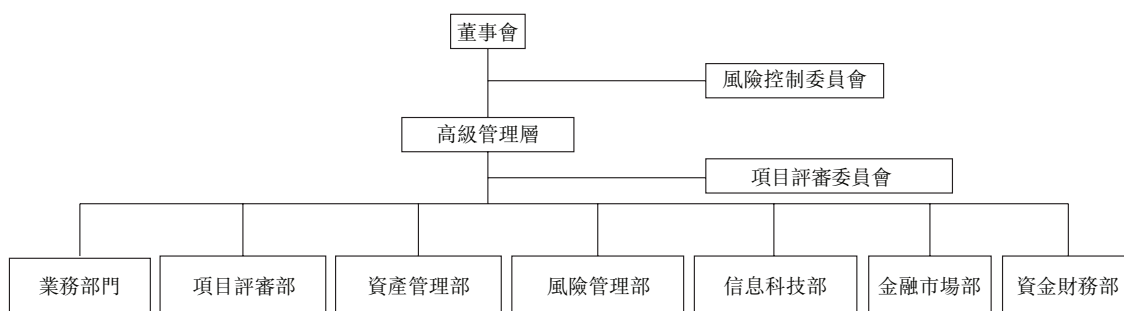 董事會
風險控制委員會
高級管理層
項目評審委員會
業務部門
項目評審部
資產管理部
風險管理部
信息科技部
金融市場部
資金財務部